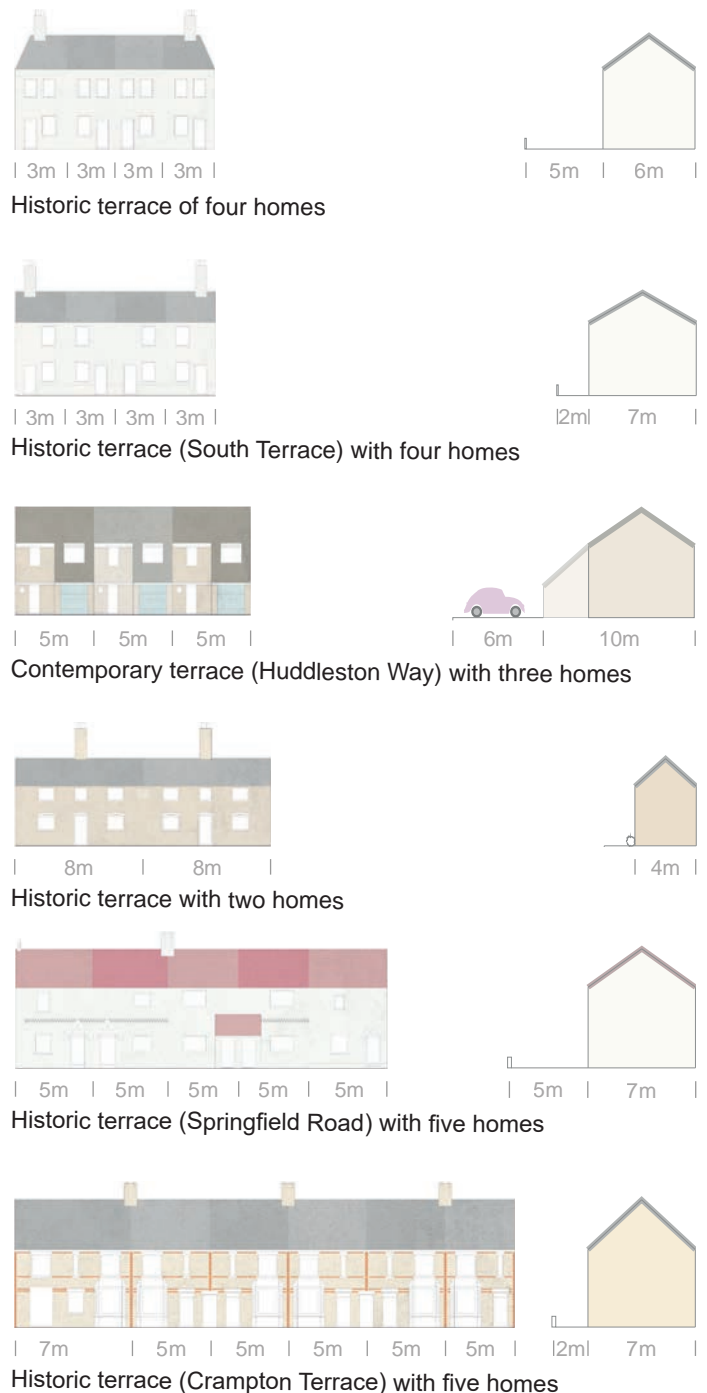 | 3m | 3m | 3m | 3m | | 5m | 6m |
Historic terrace of four homes
| 3m | 3m | 3m | 3m | |2m| 7m |
Historic terrace (South Terrace) with four homes
| 5m | 5m | 5m | | 6m | 10m |
Contemporary terrace (Huddleston Way) with three homes
| 8m | 8m | | 4m |
Historic terrace with two homes
| 5m | 5m | 5m | 5m | 5m | | 5m | 7m |
Historic terrace (Springfield Road) with five homes
| 7m | 5m | 5m | 5m | 5m | 5m | |2m| 7m |
Historic terrace (Crampton Terrace) with five homes